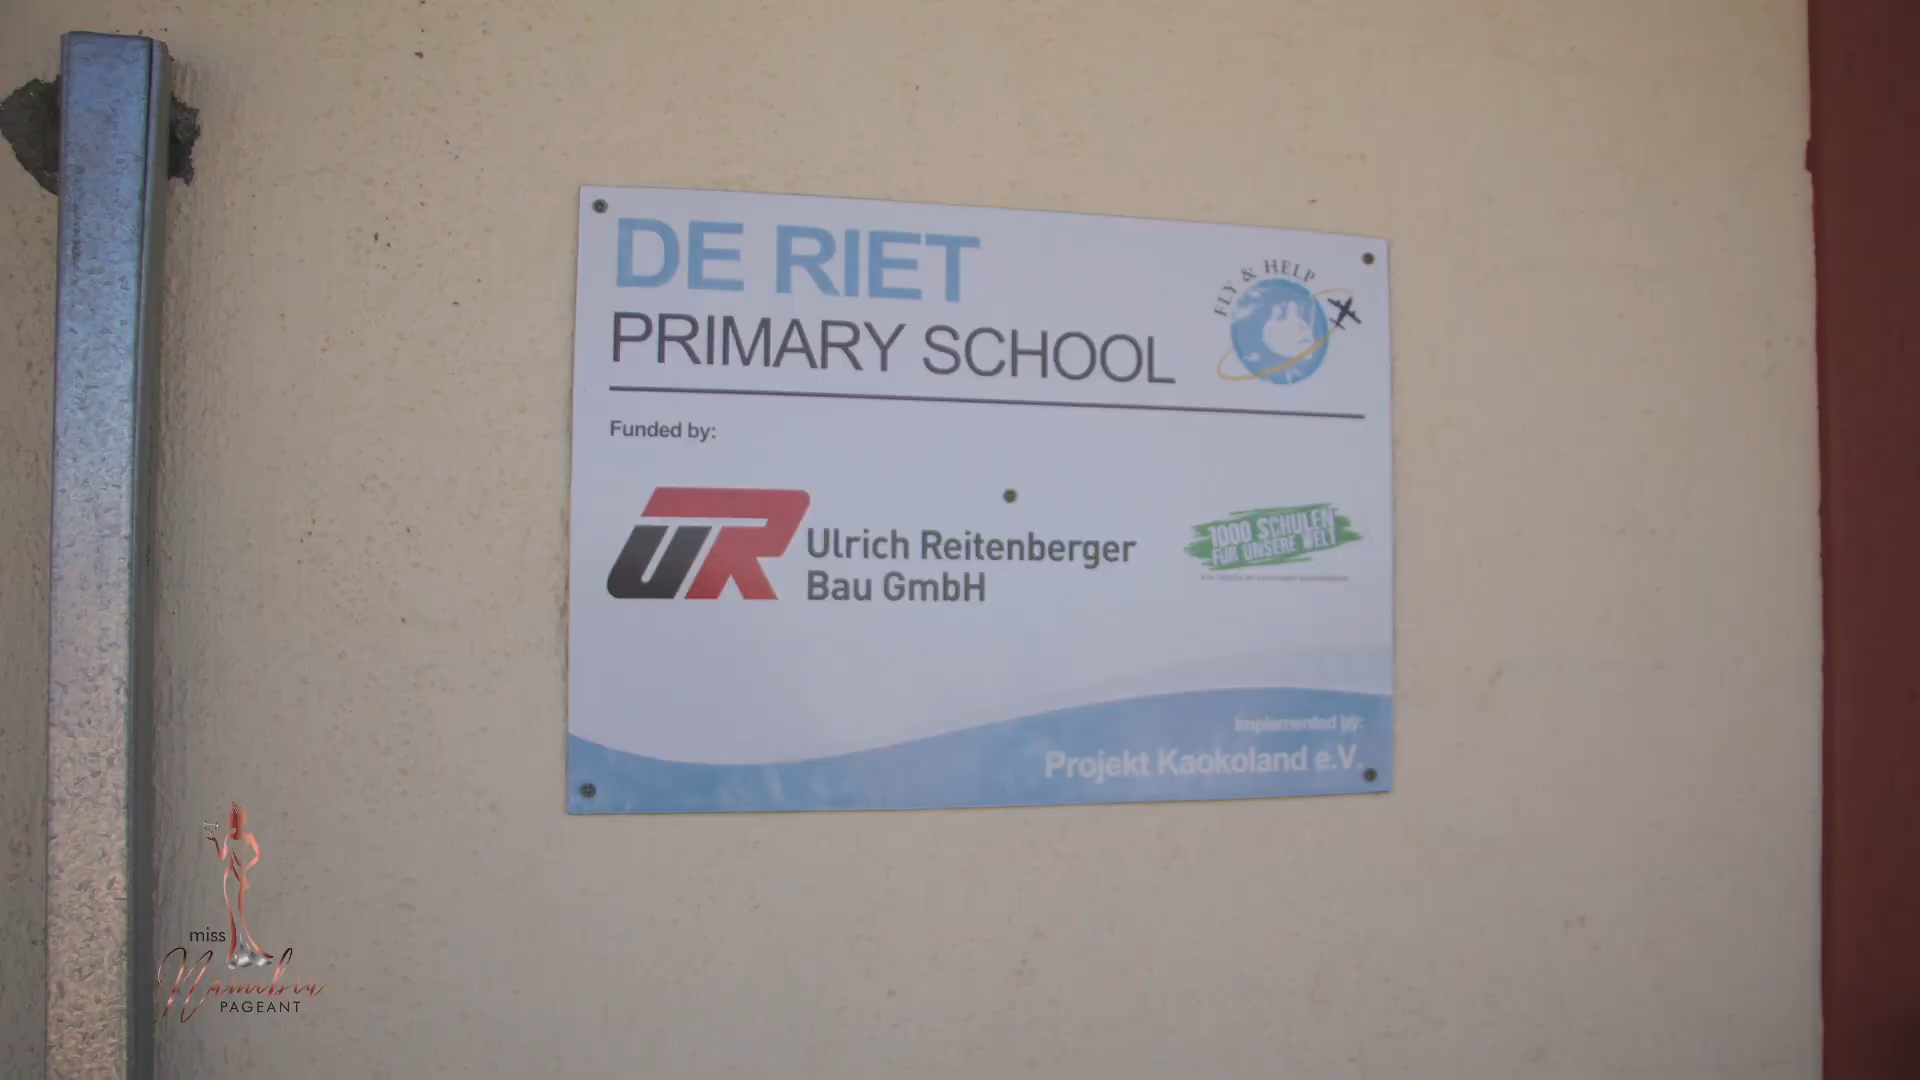 DE RIET
PRIMARY SCHOOL
FLY & HELP
Funded by:
UR
Ulrich Reitenberger
Bau GmbH
1000 SCHULEN
FÜR UNSERE WELT
Implemented by:
Projekt Kaokoland e.V.
miss
Namibia
PAGEANT